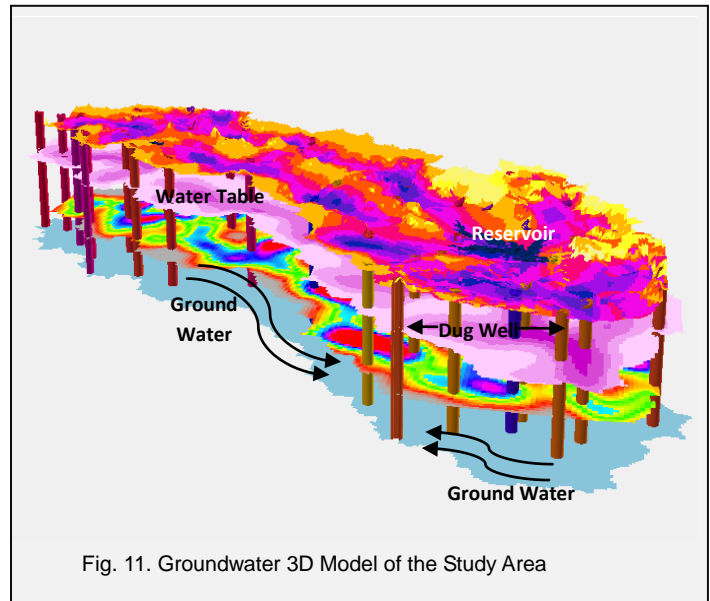 Water Table
Reservoir
Ground
Water
Dug Well
Ground Water
Fig. 11. Groundwater 3D Model of the Study Area